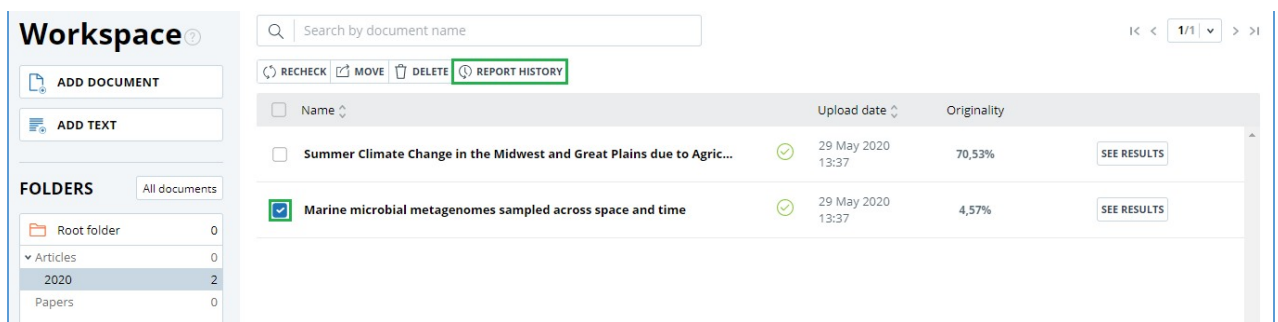 Workspace
ADD DOCUMENT
ADD TEXT
FOLDERS
All documents
Root folder 0
Articles 0
2020 2
Papers 0
Search by document name
1/1
RECHECK MOVE DELETE REPORT HISTORY
Name Upload date Originality
Summer Climate Change in the Midwest and Great Plains due to Agric... 29 May 2020 13:37 70,53% SEE RESULTS
Marine microbial metagenomes sampled across space and time 29 May 2020 13:37 4,57% SEE RESULTS